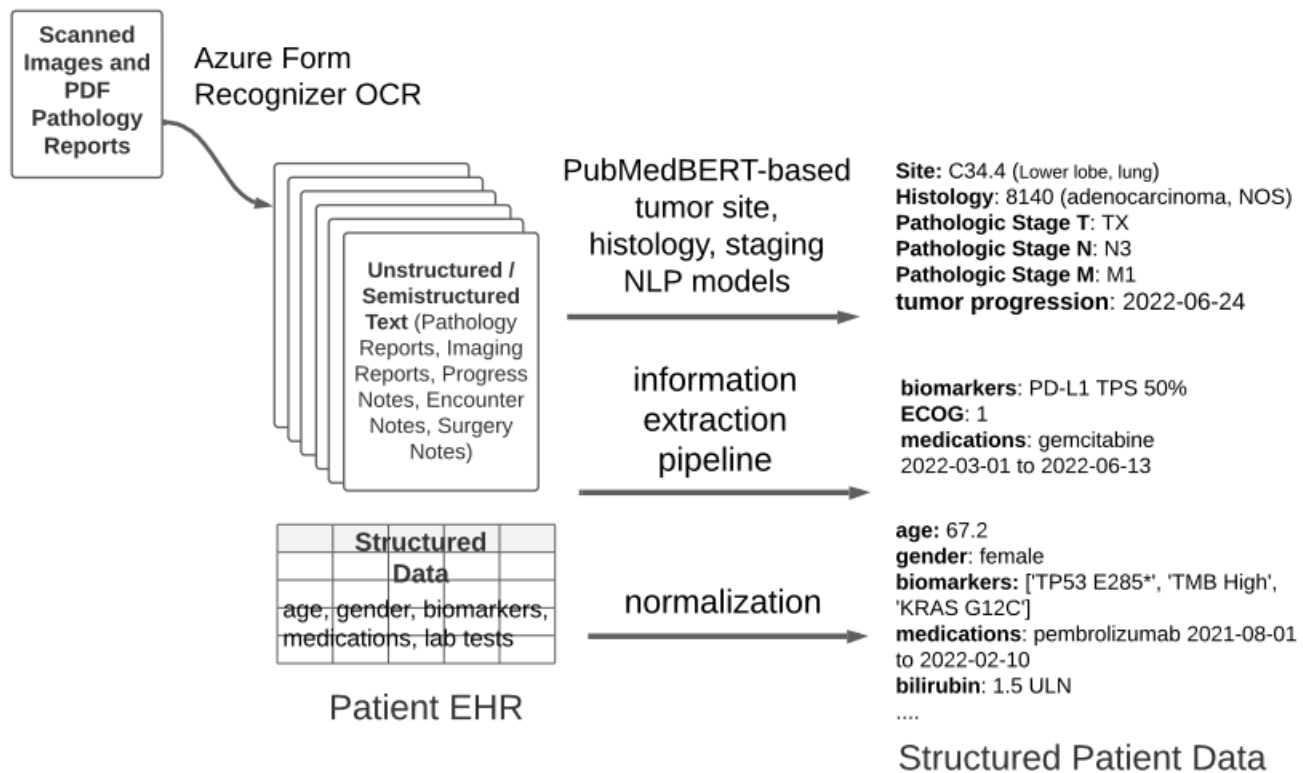 Scanned
Images and
PDF
Pathology
Reports
Azure Form
Recognizer OCR
Unstructured /
Semistructured
Text (Pathology
Reports, Imaging
Reports, Progress
Notes, Encounter
Notes, Surgery
Notes)
PubMedBERT-based
tumor site,
histology, staging
NLP models
Site: C34.4 (Lower lobe, lung)
Histology: 8140 (adenocarcinoma, NOS)
Pathologic Stage T: TX
Pathologic Stage N: N3
Pathologic Stage M: M1
tumor progression: 2022-06-24
information
extraction
pipeline
biomarkers: PD-L1 TPS 50%
ECOG: 1
medications: gemcitabine
2022-03-01 to 2022-06-13
Structured
Data
age, gender, biomarkers,
medications, lab tests
normalization
age: 67.2
gender: female
biomarkers: ['TP53 E285*', 'TMB High',
'KRAS G12C']
medications: pembrolizumab 2021-08-01
to 2022-02-10
bilirubin: 1.5 ULN
....
Patient EHR
Structured Patient Data